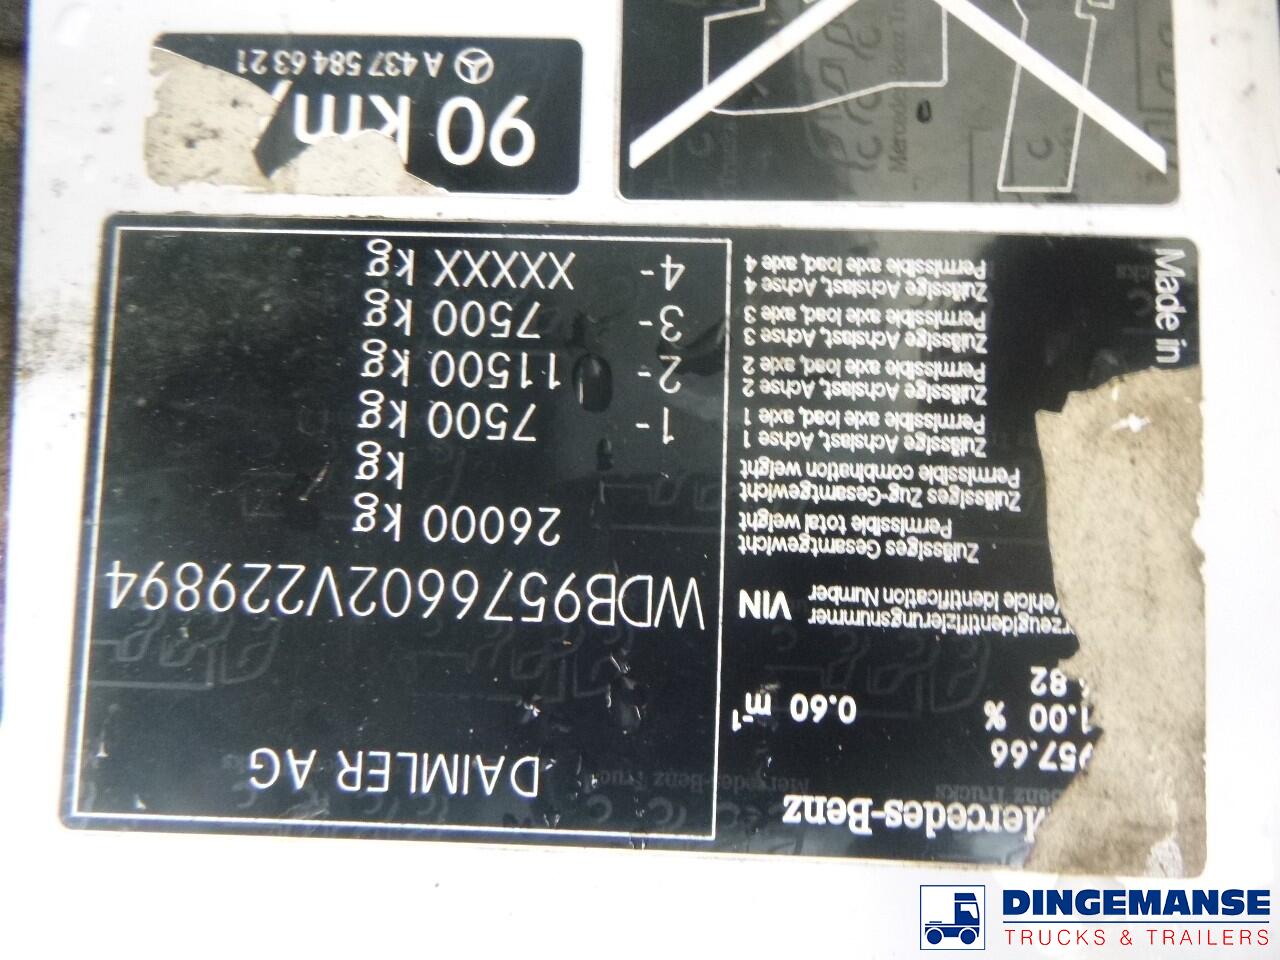 Mercedes-Benz
957.66
1.00 % 0.60 m⁻¹
.82
VIN
Vehicle Identification Number
Zulässiges Gesamtgewicht
Permissible total weight
Zulässiges Zug-Gesamtgewicht
Permissible combination weight
Zulässige Achslast, Achse 1
Permissible axle load, axle 1
Zulässige Achslast, Achse 2
Permissible axle load, axle 2
Zulässige Achslast, Achse 3
Permissible axle load, axle 3
Zulässige Achslast, Achse 4
Permissible axle load, axle 4
Made in
DAIMLER AG
WDB9576602V229894
26000 kg
kg
1- 7500 kg
2- 11500 kg
3- 7500 kg
4- XXXXX kg
90 km
A 437 584 63 21
DINGEMANSE
TRUCKS & TRAILERS